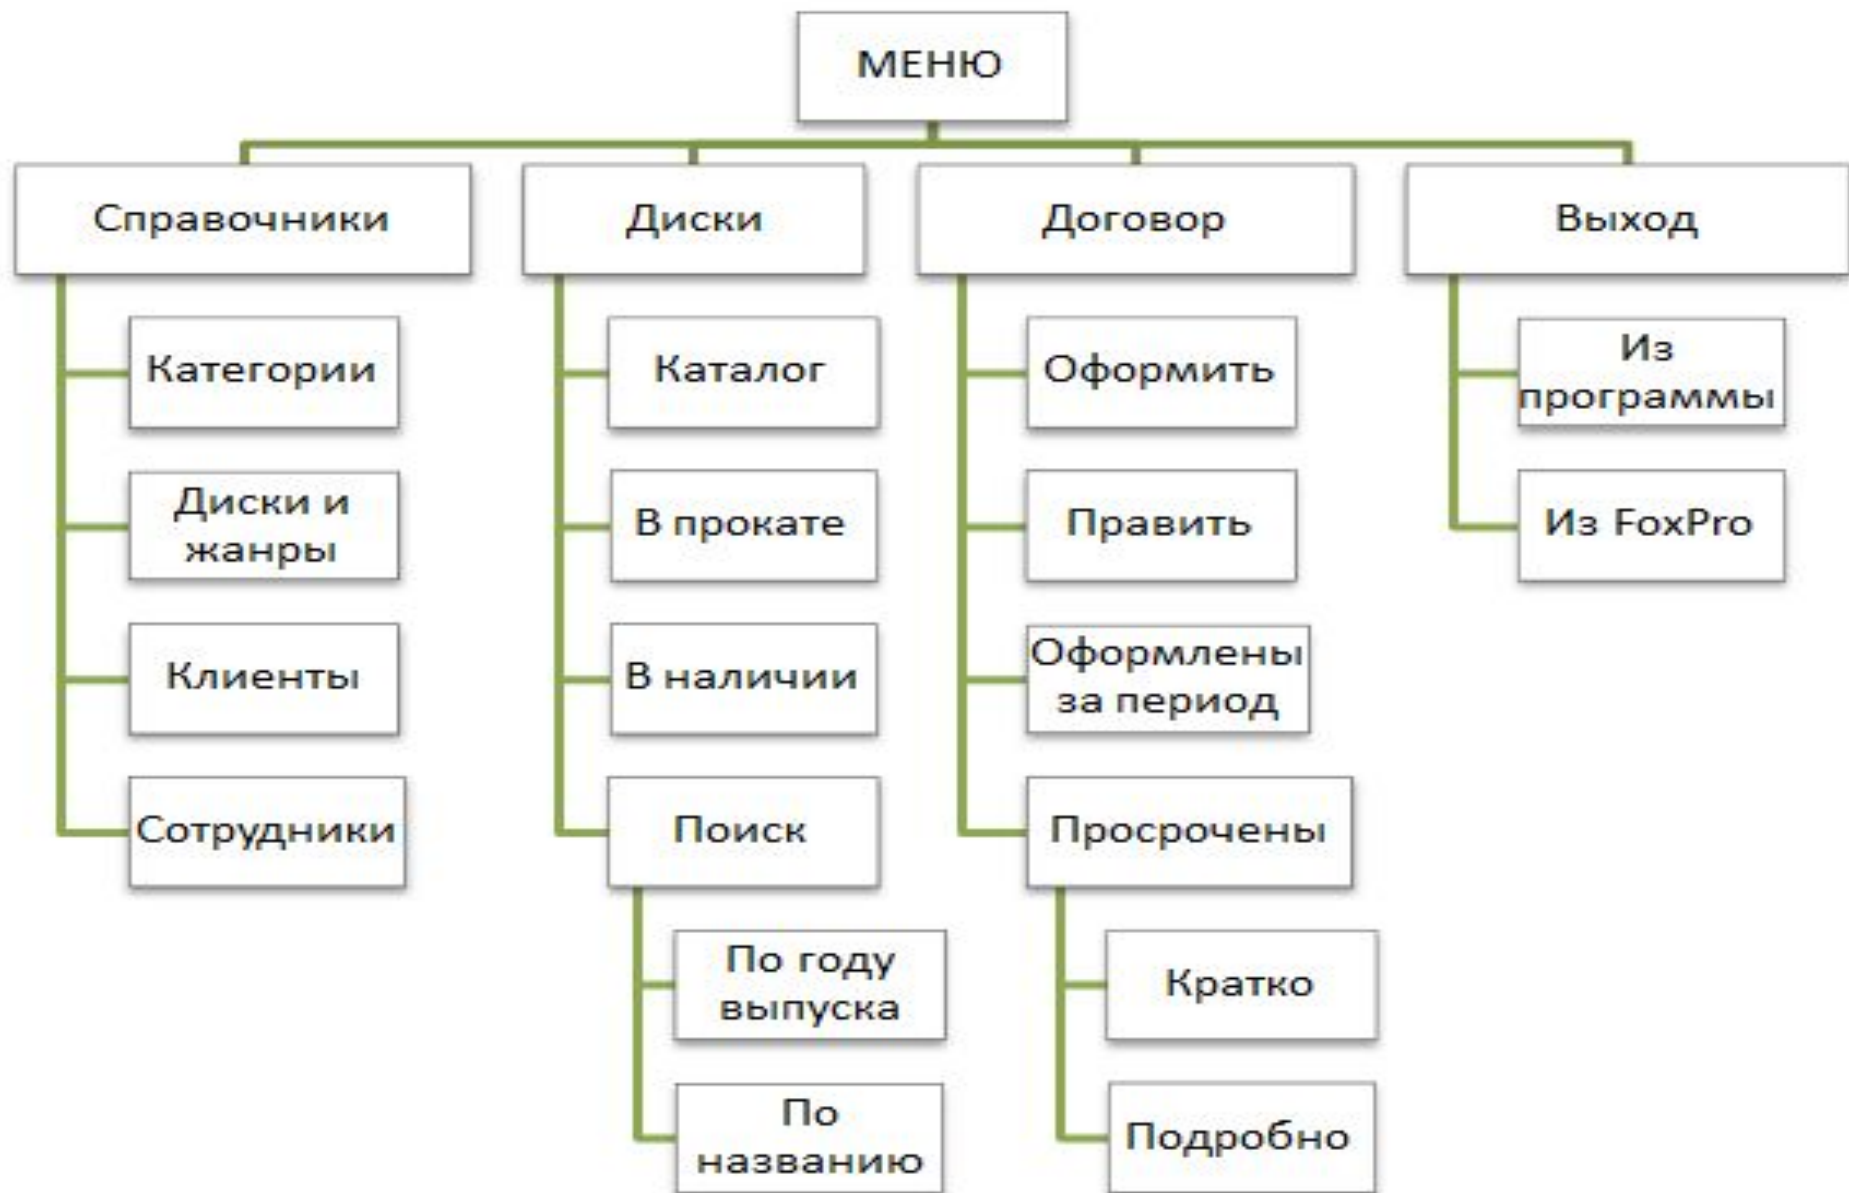 МЕНЮ
Справочники
Категории
Диски и
жанры
Клиенты
Сотрудники
Диски
Каталог
В прокате
В наличии
Поиск
По году
выпуска
По
названию
Договор
Оформить
Править
Оформлены
за период
Просрочены
Кратко
Подробно
Выход
Из
программы
Из FoxPro